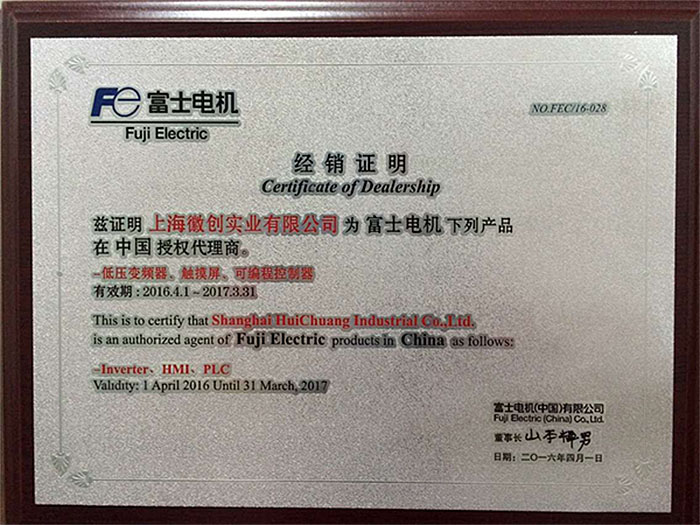 Fe 富士电机
Fuji Electric
NO.FEC/16-028
经销证明
Certificate of Dealership
兹证明 上海徽创实业有限公司 为 富士电机 下列产品
在 中国 授权代理商。
–低压变频器、触摸屏、可编程控制器
有效期 : 2016.4.1 ~ 2017.3.31
This is to certify that Shanghai HuiChuang Industrial Co.,Ltd.
is an authorized agent of Fuji Electric products in China as follows:
–Inverter、HMI、PLC
Validity: 1 April 2016 Until 31 March, 2017
富士电机(中国)有限公司
Fuji Electric (China) Co., Ltd.
董事长 山本
日期: 二〇一六年四月一日